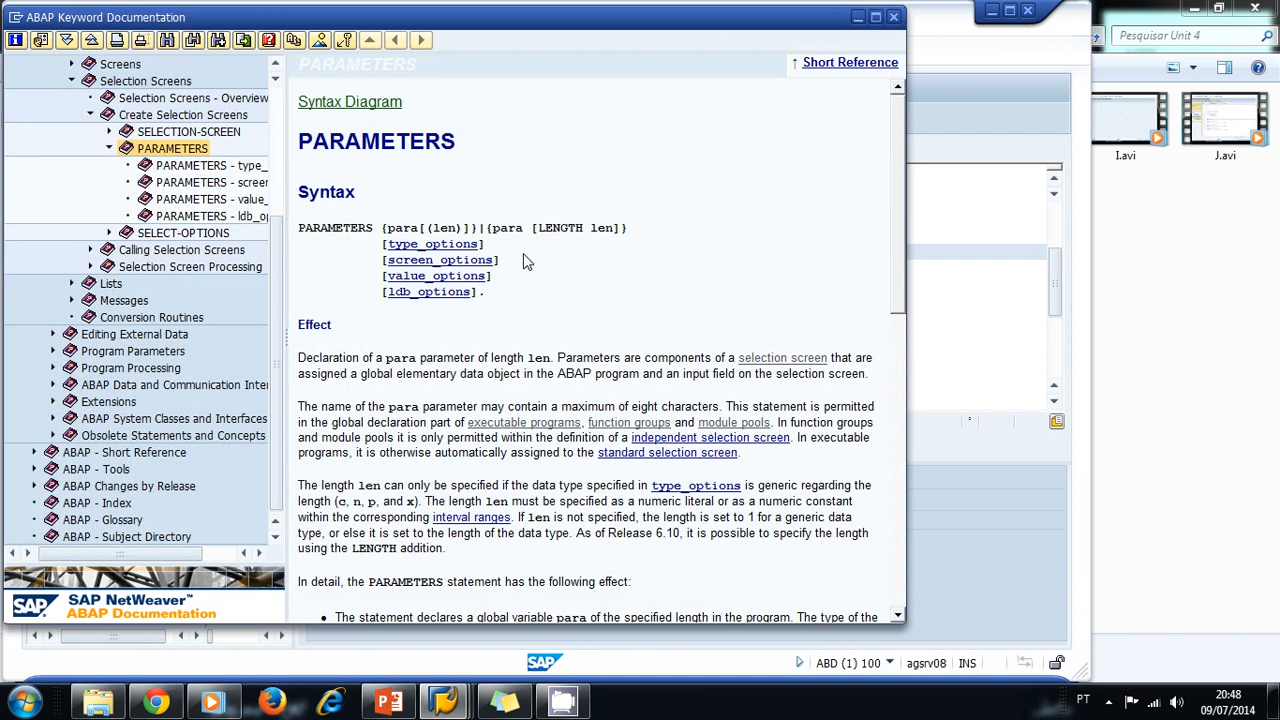 ABAP Keyword Documentation
Pesquisar Unit 4
Screens
Selection Screens
Selection Screens - Overview
Create Selection Screens
SELECTION-SCREEN
PARAMETERS
PARAMETERS - type_
PARAMETERS - screen
PARAMETERS - value_
PARAMETERS - ldb_o
SELECT-OPTIONS
Calling Selection Screens
Selection Screen Processing
Lists
Messages
Conversion Routines
Editing External Data
Program Parameters
Program Processing
ABAP Data and Communication Inter
Extensions
ABAP System Classes and Interfaces
Obsolete Statements and Concepts
ABAP - Short Reference
ABAP - Tools
ABAP Changes by Release
ABAP - Index
ABAP - Glossary
ABAP - Subject Directory
SAP NetWeaver™
ABAP Documentation
SAP
PARAMETERS
↑ Short Reference
Syntax Diagram
PARAMETERS
Syntax
PARAMETERS {para[(len)]}|{para [LENGTH len]}
[type_options]
[screen_options]
[value_options]
[ldb_options].
Effect
Declaration of a para parameter of length len. Parameters are components of a selection screen that are
assigned a global elementary data object in the ABAP program and an input field on the selection screen.
The name of the para parameter may contain a maximum of eight characters. This statement is permitted
in the global declaration part of executable programs, function groups and module pools. In function groups
and module pools it is only permitted within the definition of a independent selection screen. In executable
programs, it is otherwise automatically assigned to the standard selection screen.
The length len can only be specified if the data type specified in type_options is generic regarding the
length (c, n, p, and x). The length len must be specified as a numeric literal or as a numeric constant
within the corresponding interval ranges. If len is not specified, the length is set to 1 for a generic data
type, or else it is set to the length of the data type. As of Release 6.10, it is possible to specify the length
using the LENGTH addition.
In detail, the PARAMETERS statement has the following effect:
• The statement declares a global variable para of the specified length in the program. The type of the
I.avi
J.avi
SAP
ABD (1) 100
agsrv08
INS
PT
20:48
09/07/2014